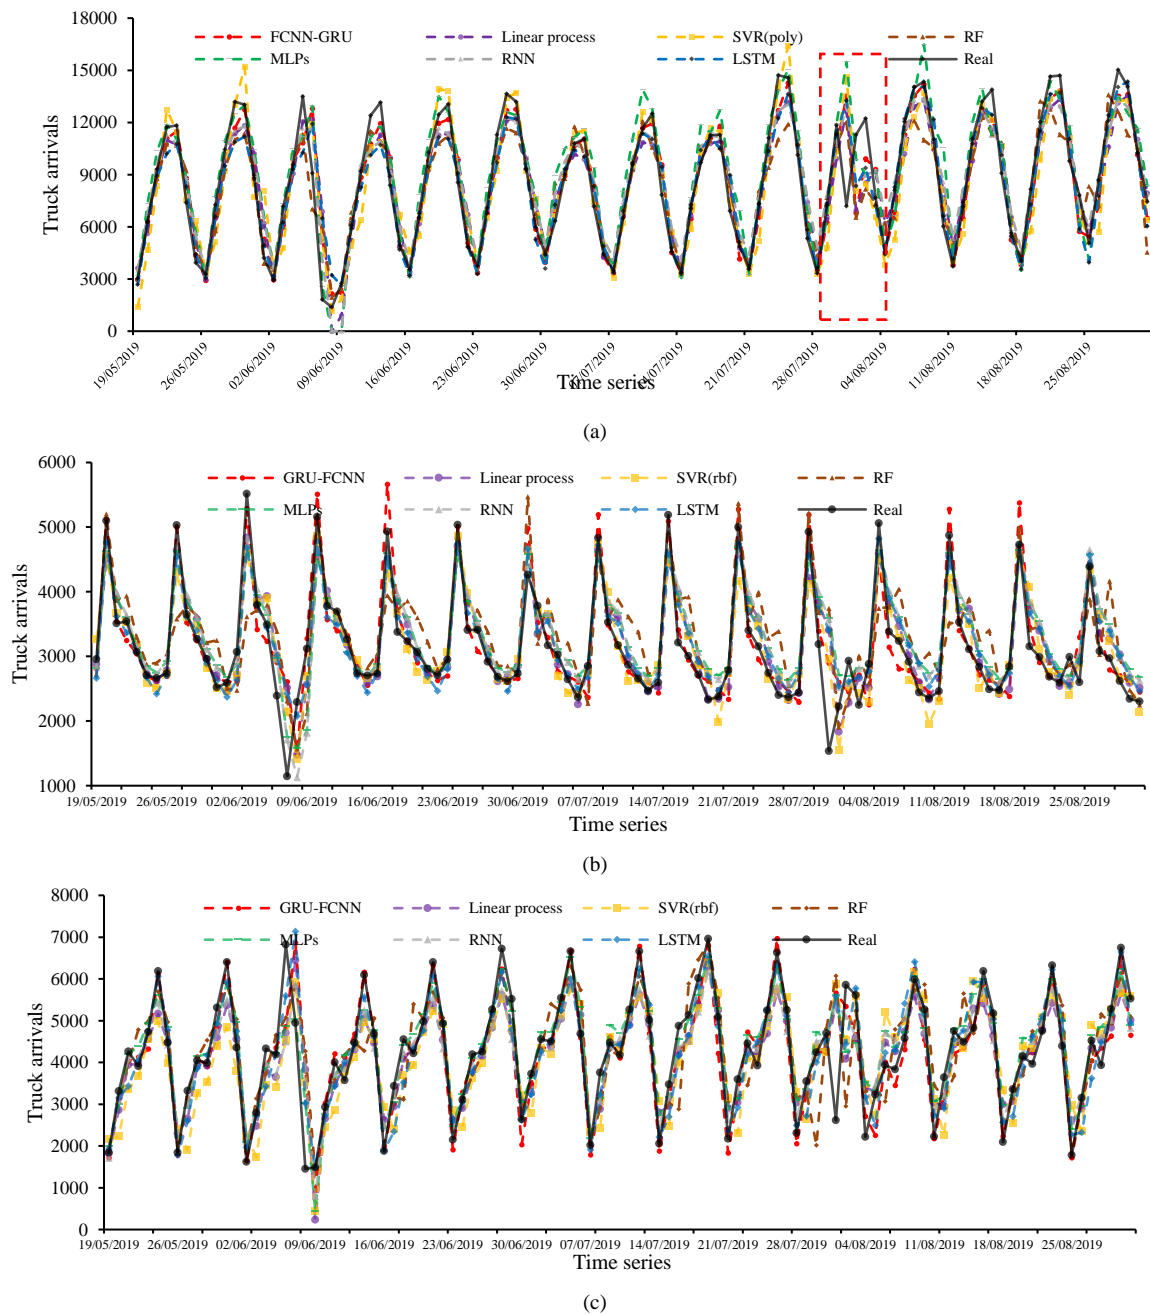 18000
15000
12000
9000
6000
3000
0
Truck arrivals
FCNN-GRU Linear process SVR(poly) RF
MLPs RNN LSTM Real
19/05/2019 26/05/2019 02/06/2019 09/06/2019 16/06/2019 23/06/2019 30/06/2019 21/07/2019 28/07/2019 04/08/2019 11/08/2019 18/08/2019 25/08/2019
Time series
(a)
6000
5000
4000
3000
2000
1000
Truck arrivals
GRU-FCNN Linear process SVR(rbf) RF
MLPs RNN LSTM Real
19/05/2019 26/05/2019 02/06/2019 09/06/2019 16/06/2019 23/06/2019 30/06/2019 07/07/2019 14/07/2019 21/07/2019 28/07/2019 04/08/2019 11/08/2019 18/08/2019 25/08/2019
Time series
(b)
8000
7000
6000
5000
4000
3000
2000
1000
0
Truck arrivals
GRU-FCNN Linear process SVR(rbf) RF
MLPs RNN LSTM Real
19/05/2019 26/05/2019 02/06/2019 09/06/2019 16/06/2019 23/06/2019 30/06/2019 07/07/2019 14/07/2019 21/07/2019 28/07/2019 04/08/2019 11/08/2019 18/08/2019 25/08/2019
Time series
(c)